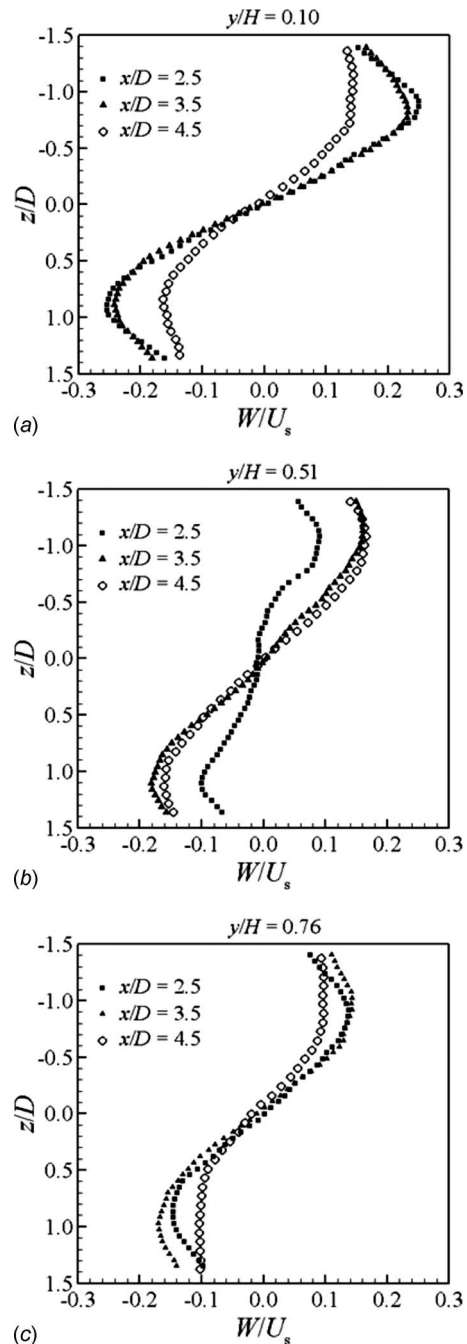 y/H = 0.10
-1.5
-1.0
-0.5
0.0
0.5
1.0
1.5
z/D
x/D = 2.5
x/D = 3.5
x/D = 4.5
-0.3 -0.2 -0.1 0.0 0.1 0.2 0.3
W/Us
(a)
y/H = 0.51
-1.5
-1.0
-0.5
0.0
0.5
1.0
1.5
z/D
x/D = 2.5
x/D = 3.5
x/D = 4.5
-0.3 -0.2 -0.1 0.0 0.1 0.2 0.3
W/Us
(b)
y/H = 0.76
-1.5
-1.0
-0.5
0.0
0.5
1.0
1.5
z/D
x/D = 2.5
x/D = 3.5
x/D = 4.5
-0.3 -0.2 -0.1 0.0 0.1 0.2 0.3
W/Us
(c)